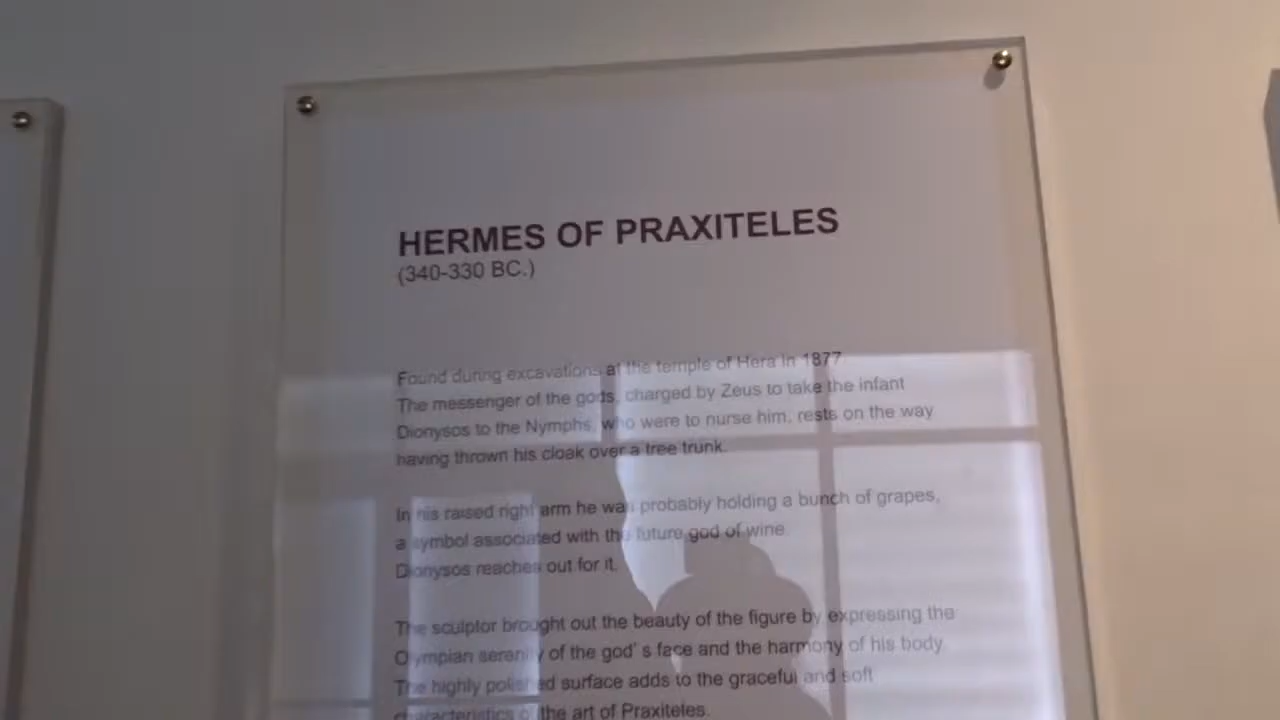 HERMES OF PRAXITELES
(340-330 BC.)
Found during excavations at the temple of Hera in 1877.
The messenger of the gods, charged by Zeus to take the infant
Dionysos to the Nymphs, who were to nurse him, rests on the way
having thrown his cloak over a tree trunk.
In his raised right arm he was probably holding a bunch of grapes,
a symbol associated with the future god of wine.
Dionysos reaches out for it.
The sculptor brought out the beauty of the figure by expressing the
Olympian serenity of the god' s face and the harmony of his body.
The highly polished surface adds to the graceful and soft
characteristics of the art of Praxiteles.